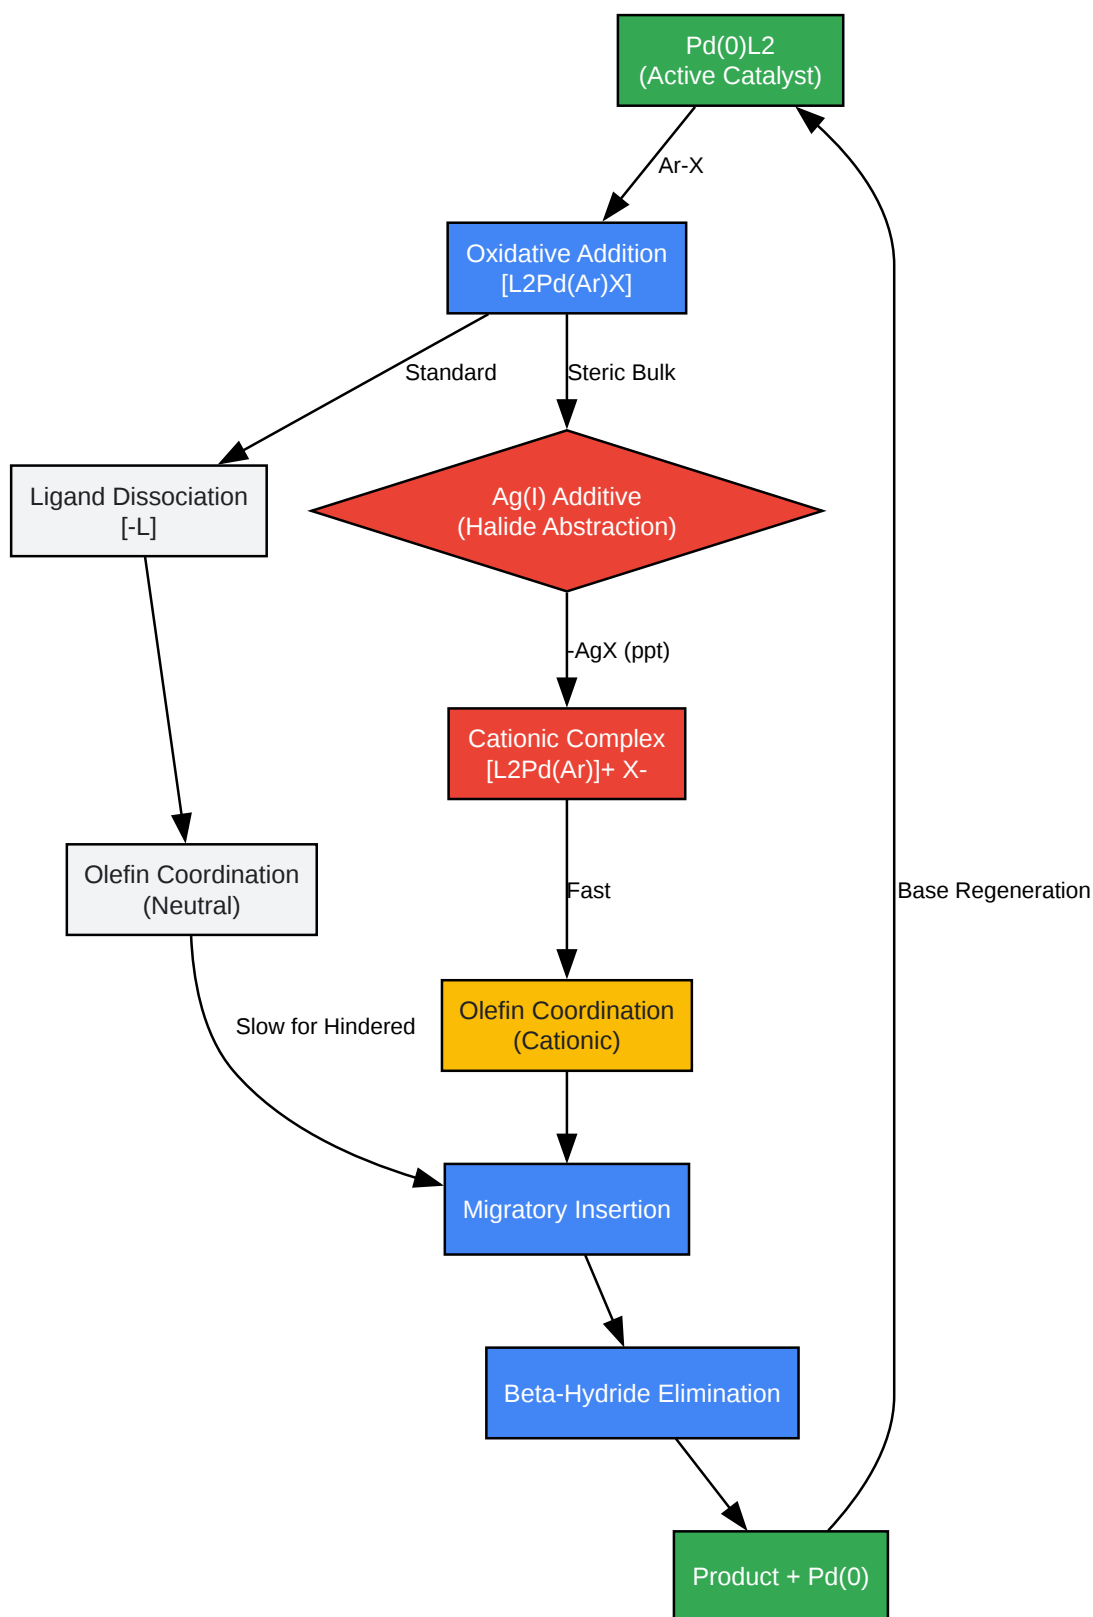 Pd(0)L2
(Active Catalyst)
Ar-X
Oxidative Addition
[L2Pd(Ar)X]
Standard
Steric Bulk
Ligand Dissociation
[-L]
Ag(I) Additive
(Halide Abstraction)
-AgX (ppt)
Cationic Complex
[L2Pd(Ar)]+ X-
Olefin Coordination
(Neutral)
Fast
Base Regeneration
Olefin Coordination
(Cationic)
Slow for Hindered
Migratory Insertion
Beta-Hydride Elimination
Product + Pd(0)